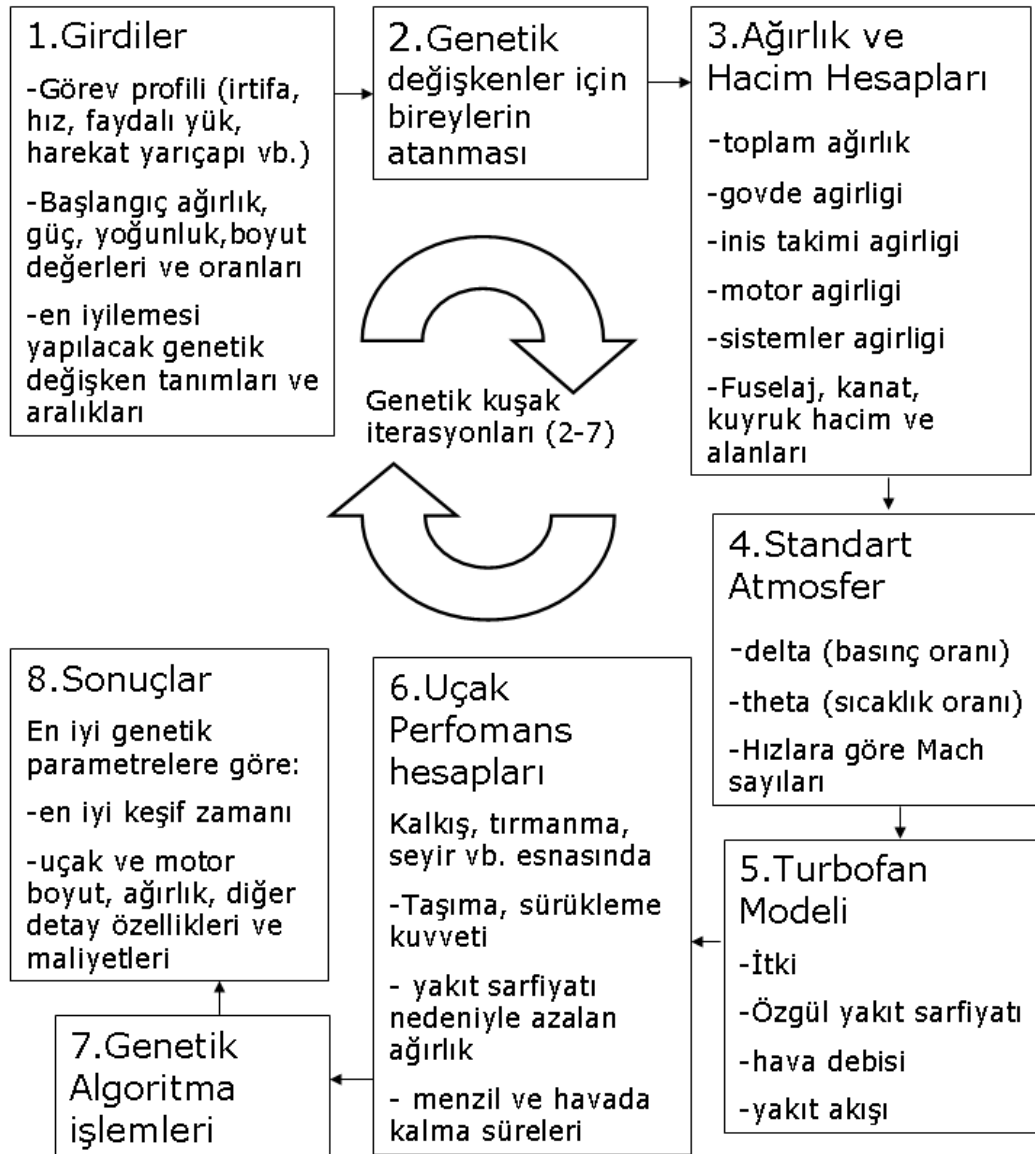 1.Girdiler
-Görev profili (irtifa,
hız, faydalı yük,
harekat yarıçapı vb.)
-Başlangıç ağırlık,
güç, yoğunluk,boyut
değerleri ve oranları
-en iyilemesi
yapılacak genetik
değişken tanımları ve
aralıkları
2.Genetik
değişkenler için
bireylerin
atanması
3.Ağırlık ve
Hacim Hesapları
-toplam ağırlık
-govde agirligi
-inis takimi agirligi
-motor agirligi
-sistemler agirligi
-Fuselaj, kanat,
kuyruk hacim ve
alanları
Genetik kuşak
iterasyonları (2-7)
4.Standart
Atmosfer
-delta (basınç oranı)
-theta (sıcaklık oranı)
-Hızlara göre Mach
sayıları
5.Turbofan
Modeli
-İtki
-Özgül yakıt sarfiyatı
-hava debisi
-yakıt akışı
6.Uçak
Perfomans
hesapları
Kalkış, tırmanma,
seyir vb. esnasında
-Taşıma, sürükleme
kuvveti
- yakıt sarfiyatı
nedeniyle azalan
ağırlık
- menzil ve havada
kalma süreleri
7.Genetik
Algoritma
işlemleri
8.Sonuçlar
En iyi genetik
parametrelere göre:
-en iyi keşif zamanı
-uçak ve motor
boyut, ağırlık, diğer
detay özellikleri ve
maliyetleri